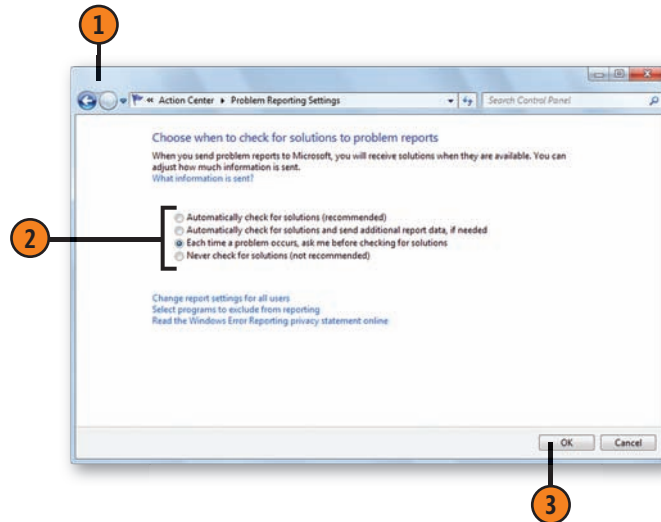 1
« Action Center ▸ Problem Reporting Settings
Search Control Panel
Choose when to check for solutions to problem reports
When you send problem reports to Microsoft, you will receive solutions when they are available. You can
adjust how much information is sent.
What information is sent?
2
Automatically check for solutions (recommended)
Automatically check for solutions and send additional report data, if needed
Each time a problem occurs, ask me before checking for solutions
Never check for solutions (not recommended)
Change report settings for all users
Select programs to exclude from reporting
Read the Windows Error Reporting privacy statement online
OK
Cancel
3